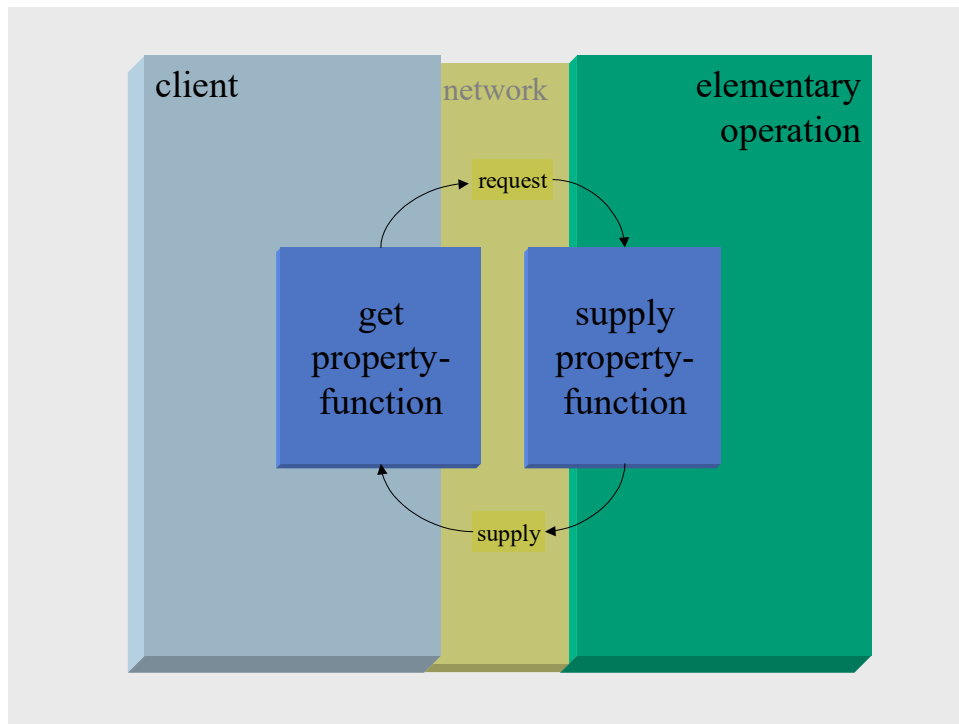 client
network
elementary
operation
request
get
property-
function
supply
property-
function
supply